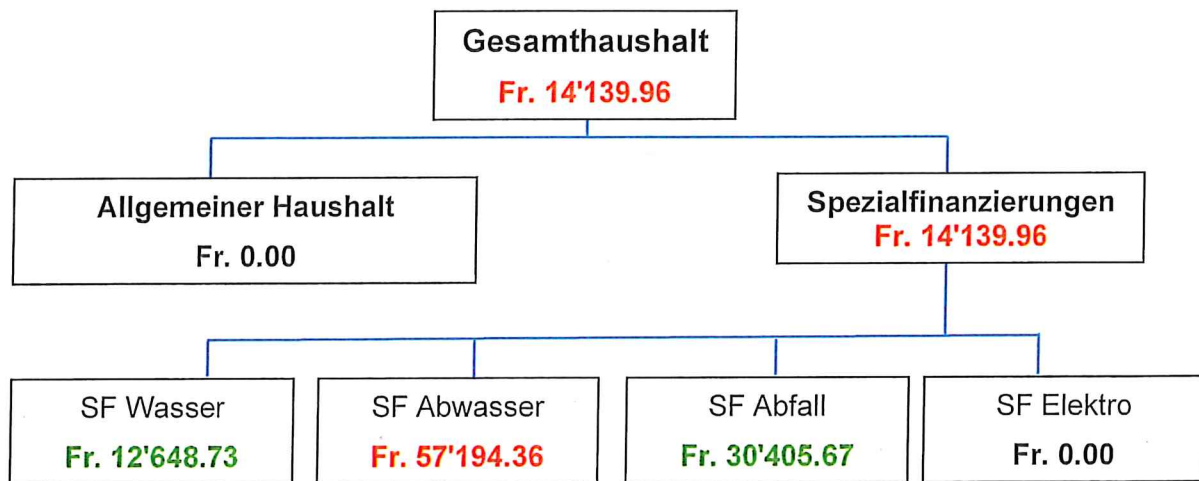 Gesamthaushalt
Fr. 14'139.96
Allgemeiner Haushalt
Fr. 0.00
Spezialfinanzierungen
Fr. 14'139.96
SF Wasser
Fr. 12'648.73
SF Abwasser
Fr. 57'194.36
SF Abfall
Fr. 30'405.67
SF Elektro
Fr. 0.00